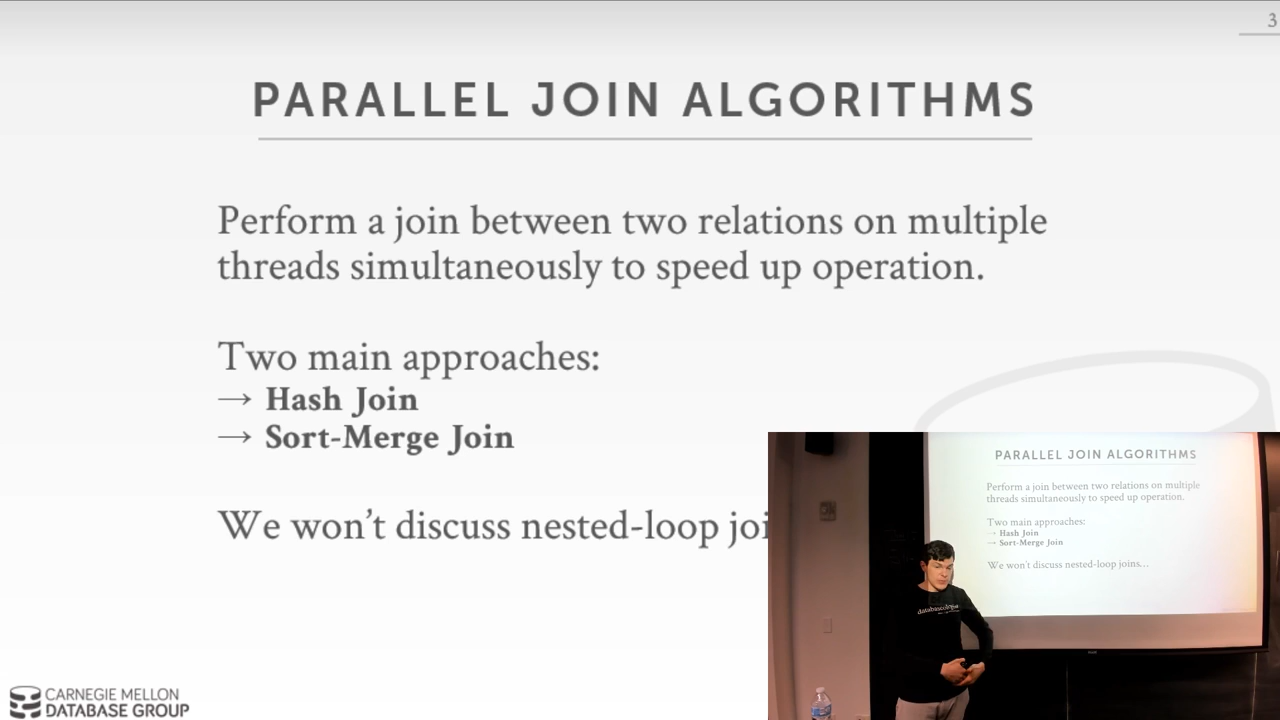 3
PARALLEL JOIN ALGORITHMS
Perform a join between two relations on multiple
threads simultaneously to speed up operation.
Two main approaches:
→ Hash Join
→ Sort-Merge Join
We won't discuss nested-loop joi
CARNEGIE MELLON
DATABASE GROUP
PARALLEL JOIN ALGORITHMS
Perform a join between two relations on multiple
threads simultaneously to speed up operation.
Two main approaches:
→ Hash Join
→ Sort-Merge Join
We won't discuss nested-loop joins…